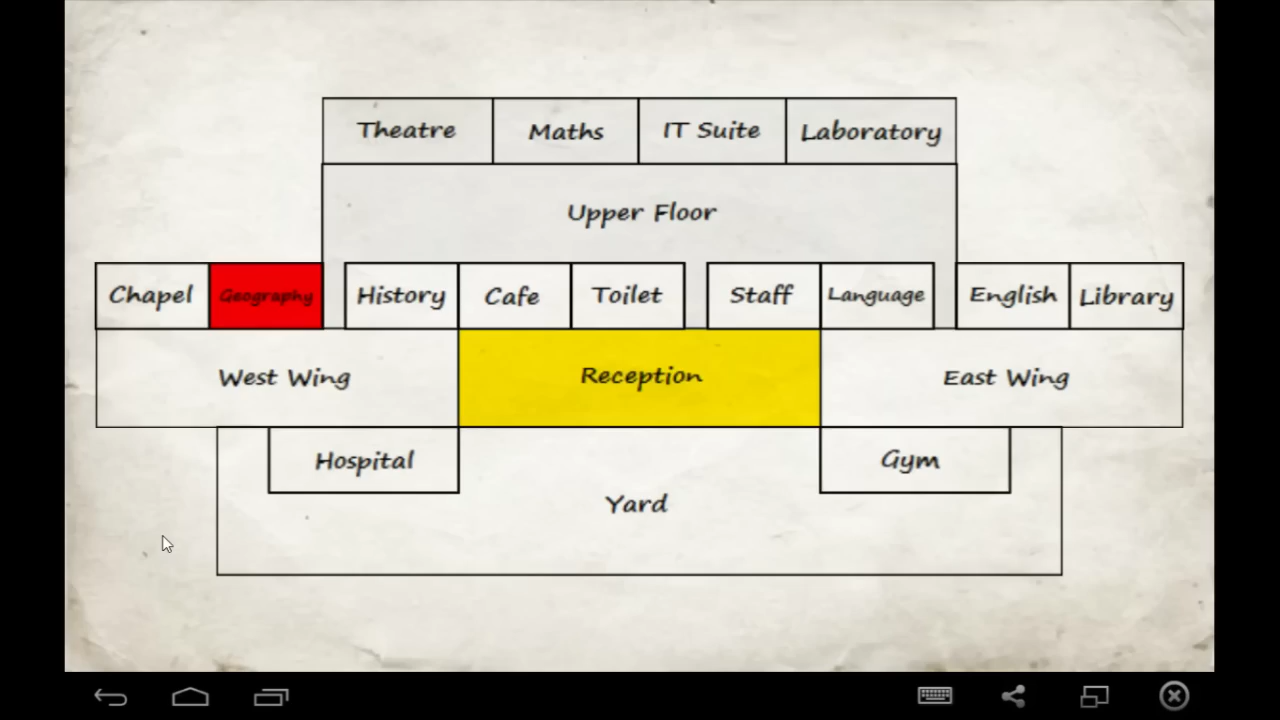 Theatre Maths IT Suite Laboratory
Upper Floor
Chapel Geography History Cafe Toilet Staff Language English Library
West Wing Reception East Wing
Hospital Gym
Yard